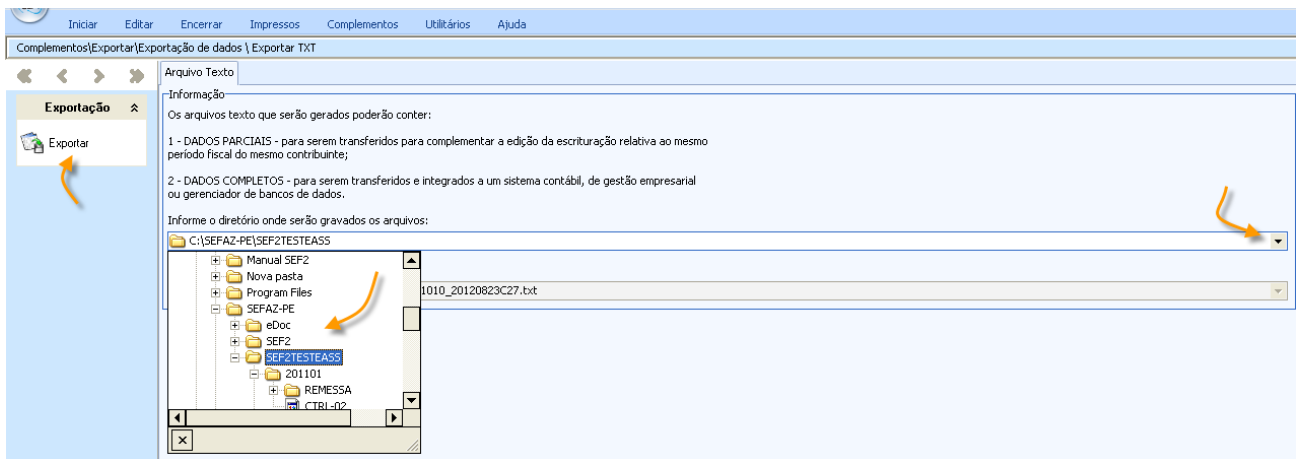 Iniciar Editar Encerrar Impressos Complementos Utilitários Ajuda
Complementos\Exportar\Exportação de dados \ Exportar TXT
Arquivo Texto
Exportação
Exportar
Informação
Os arquivos texto que serão gerados poderão conter:
1 - DADOS PARCIAIS - para serem transferidos para complementar a edição da escrituração relativa ao mesmo
período fiscal do mesmo contribuinte;
2 - DADOS COMPLETOS - para serem transferidos e integrados a um sistema contábil, de gestão empresarial
ou gerenciador de bancos de dados.
Informe o diretório onde serão gravados os arquivos:
C:\SEFAZ-PE\SEF2TESTEASS
Manual SEF2
Nova pasta
Program Files
1010_20120823C27.txt
SEFAZ-PE
eDoc
SEF2
SEF2TESTEASS
201101
REMESSA
CTRL-02